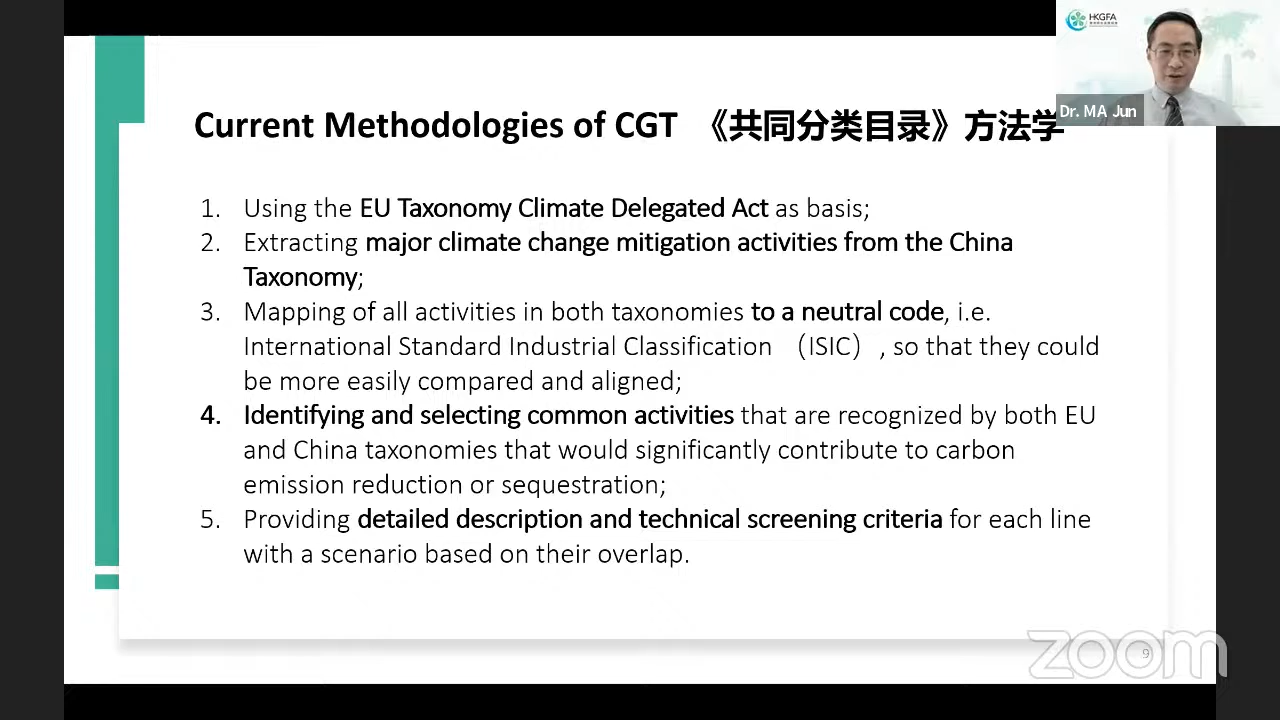 HKGFA
Dr. MA Jun
Current Methodologies of CGT 《共同分类目录》方法学
1. Using the EU Taxonomy Climate Delegated Act as basis;
2. Extracting major climate change mitigation activities from the China
Taxonomy;
3. Mapping of all activities in both taxonomies to a neutral code, i.e.
International Standard Industrial Classification （ISIC）, so that they could
be more easily compared and aligned;
4. Identifying and selecting common activities that are recognized by both EU
and China taxonomies that would significantly contribute to carbon
emission reduction or sequestration;
5. Providing detailed description and technical screening criteria for each line
with a scenario based on their overlap.
zoom
9